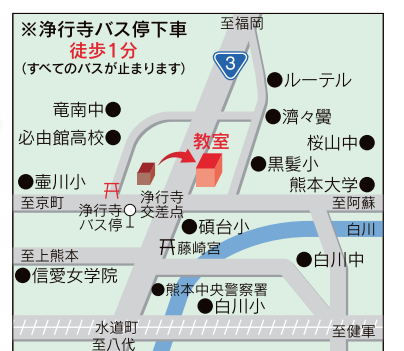 ※浄行寺バス停下車
徒歩1分
(すべてのバスが止まります)
至福岡
3
ルーテル
竜南中
濟々黌
必由館高校
教室
桜山中
黒髪小
壺川小
熊本大学
至京町
浄行寺
バス停
浄行寺
交差点
至阿蘇
碩台小
白川
藤崎宮
至上熊本
白川中
信愛女学院
熊本中央警察署
白川小
水道町
至健軍
至八代